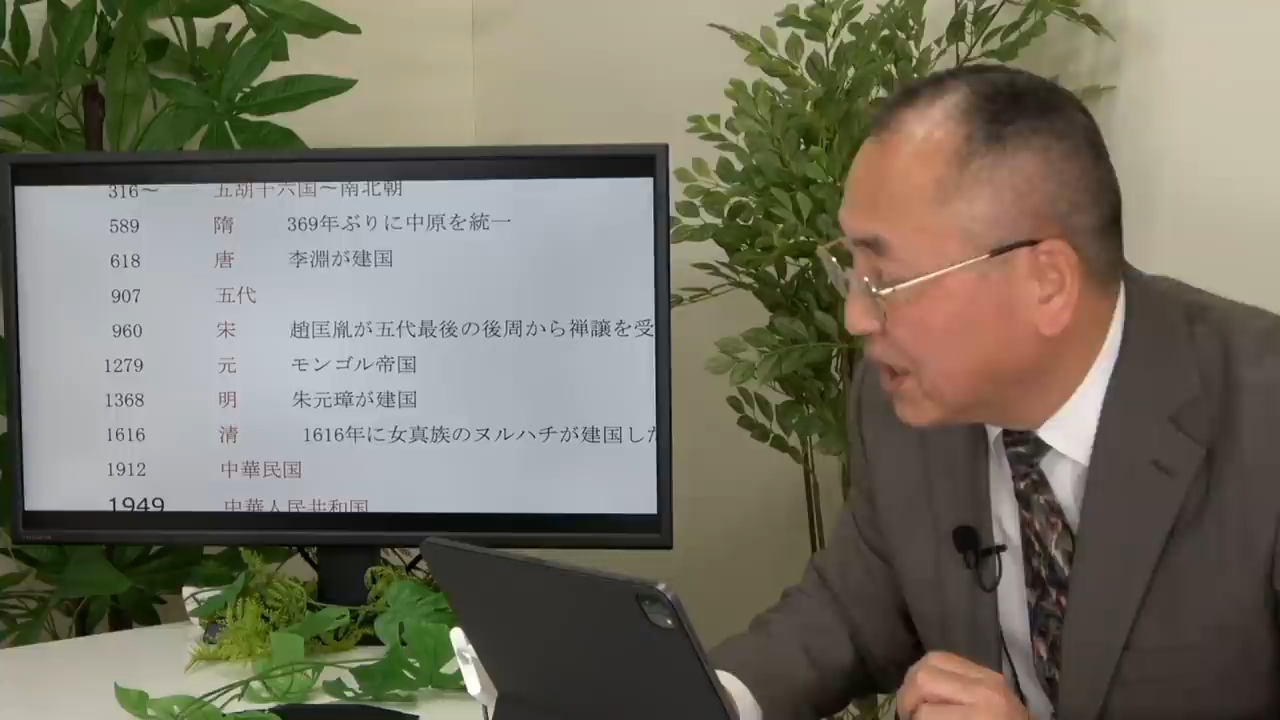 316～ 五胡十六国～南北朝
589 隋 369年ぶりに中原を統一
618 唐 李淵が建国
907 五代
960 宋 趙匡胤が五代最後の後周から禅譲を受
1279 元 モンゴル帝国
1368 明 朱元璋が建国
1616 清 1616年に女真族のヌルハチが建国した
1912 中華民国
1949 中華人民共和国